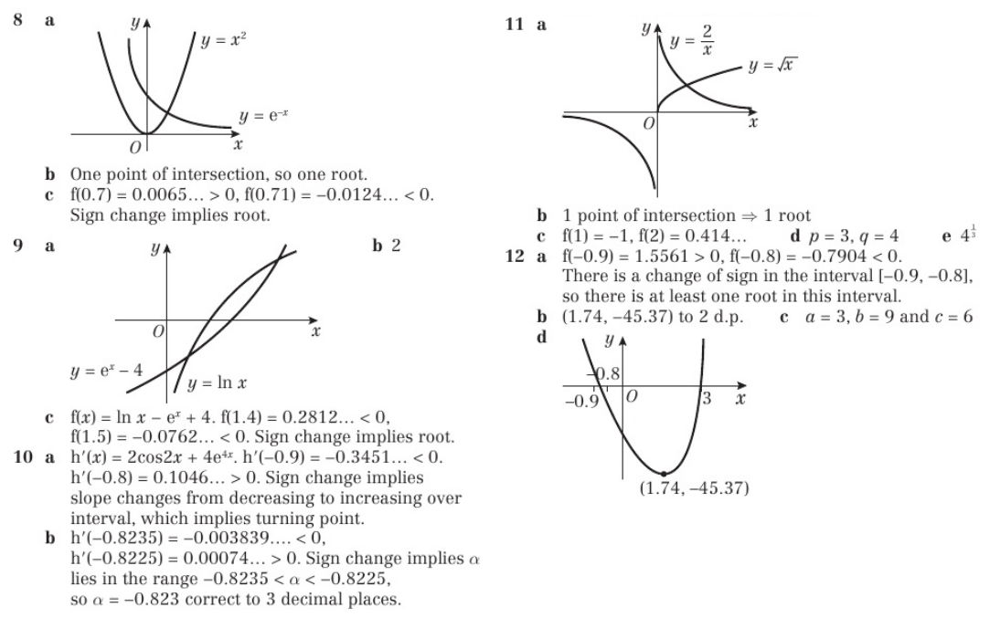 8 a
y
y = x²
y = e⁻ˣ
O
x
b One point of intersection, so one root.
c f(0.7) = 0.0065... > 0, f(0.71) = −0.0124... < 0.
Sign change implies root.
9 a
y
b 2
O
x
y = eˣ − 4
y = ln x
c f(x) = ln x − eˣ + 4. f(1.4) = 0.2812... < 0,
f(1.5) = −0.0762... < 0. Sign change implies root.
10 a h′(x) = 2cos2x + 4e⁴ˣ. h′(−0.9) = −0.3451... < 0.
h′(−0.8) = 0.1046... > 0. Sign change implies
slope changes from decreasing to increasing over
interval, which implies turning point.
b h′(−0.8235) = −0.003839.... < 0,
h′(−0.8225) = 0.00074... > 0. Sign change implies α
lies in the range −0.8235 < α < −0.8225,
so α = −0.823 correct to 3 decimal places.
11 a
y
y = 2/x
y = √x
O
x
b 1 point of intersection ⇒ 1 root
c f(1) = −1, f(2) = 0.414... d p = 3, q = 4 e 4^(1/3)
12 a f(−0.9) = 1.5561 > 0, f(−0.8) = −0.7904 < 0.
There is a change of sign in the interval [−0.9, −0.8],
so there is at least one root in this interval.
b (1.74, −45.37) to 2 d.p. c a = 3, b = 9 and c = 6
d
y
−0.8
−0.9
O
3
x
(1.74, −45.37)